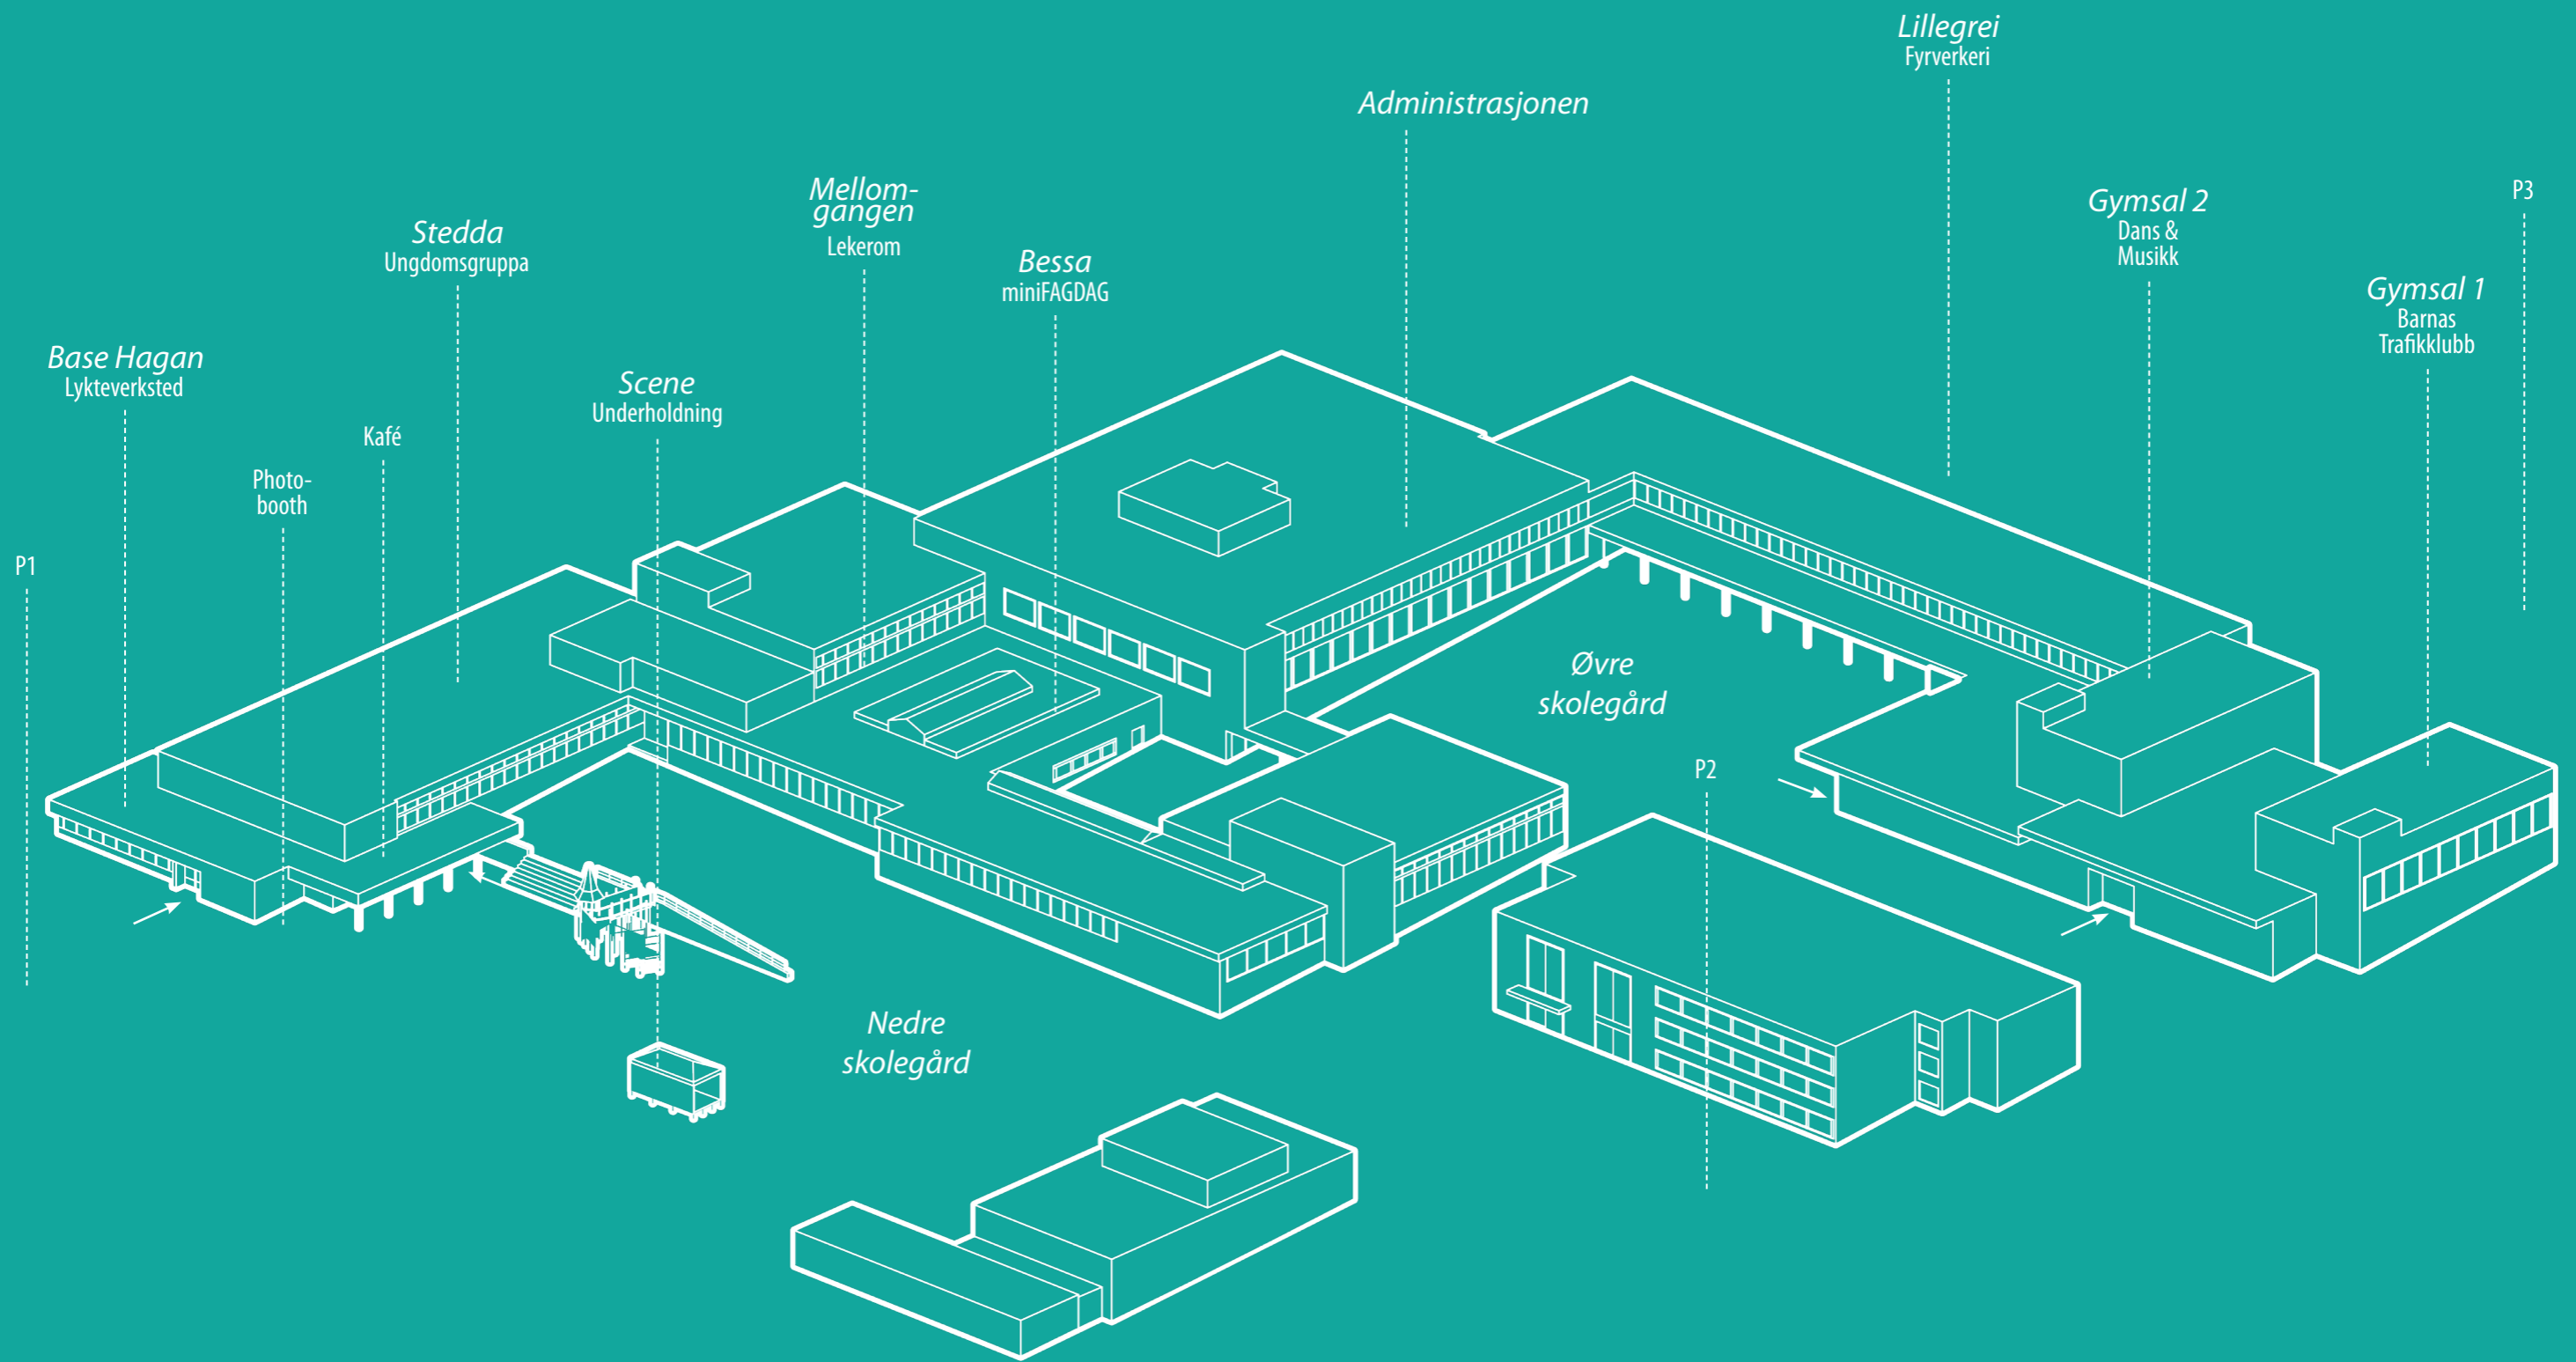 P1
Base Hagan
Lykteverksted
Photo-
booth
Kafé
Stedda
Ungdomsgruppa
Scene
Underholdning
Mellom-
gangen
Lekerom
Bessa
miniFAGDAG
Administrasjonen
Lillegrei
Fyrverkeri
Gymsal 2
Dans &
Musikk
Gymsal 1
Barnas
Trafikklubb
P3
Øvre
skolegård
P2
Nedre
skolegård